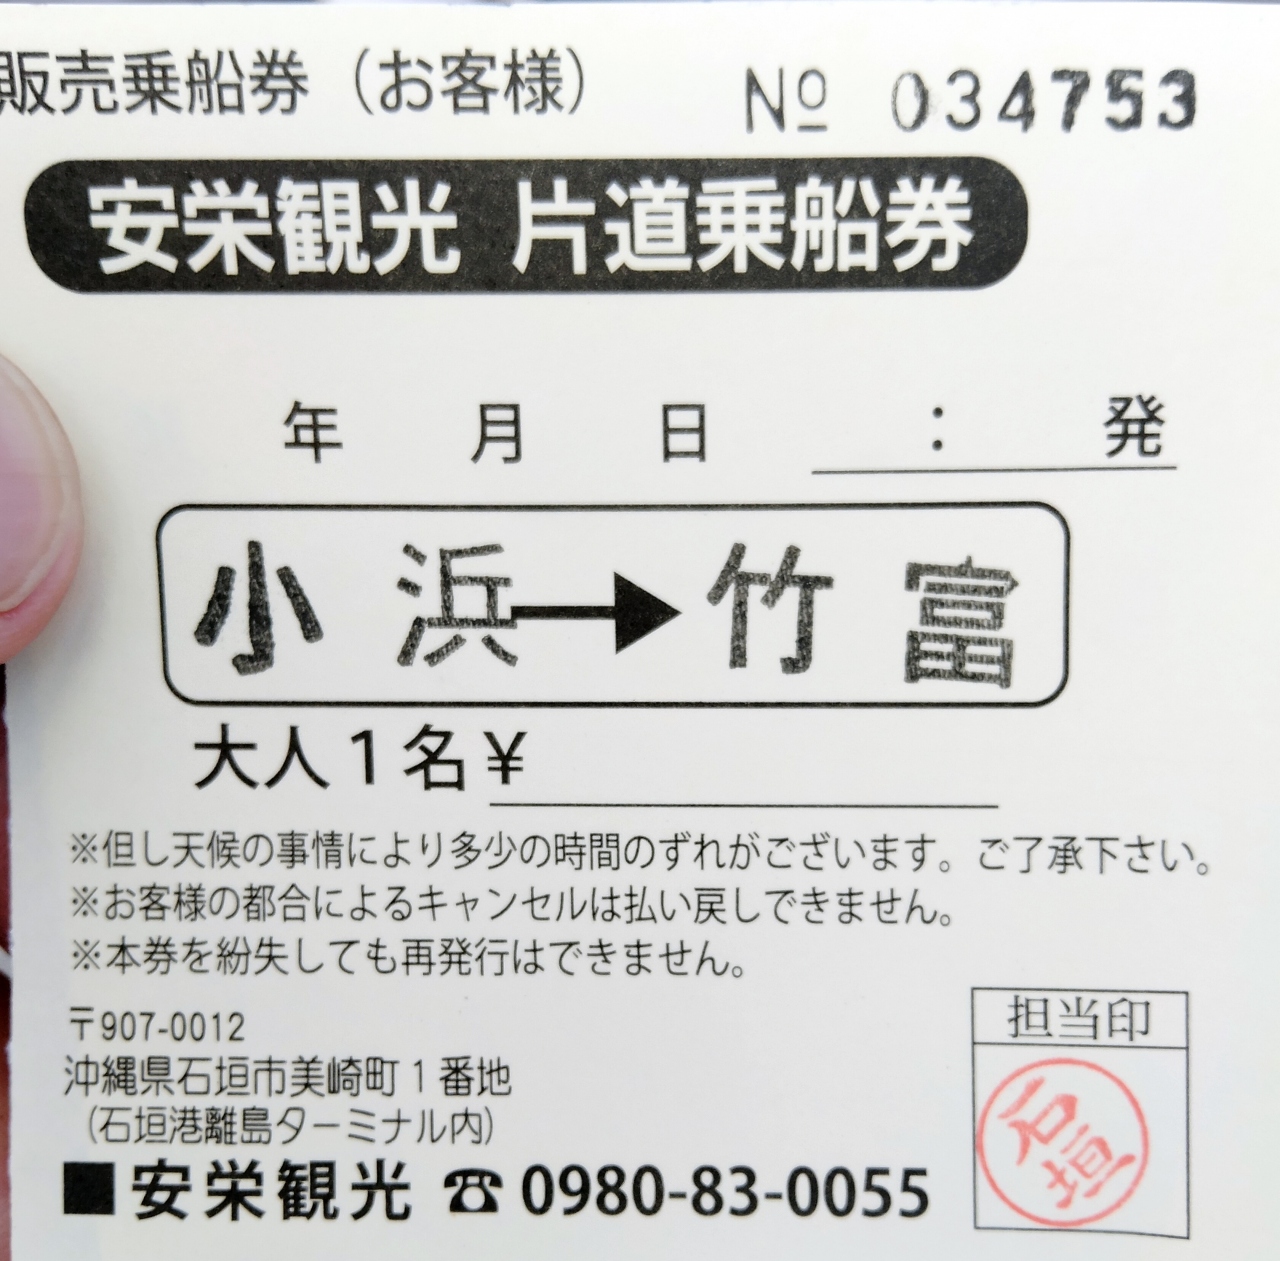 販売乗船券（お客様） № 034753
安栄観光 片道乗船券
年 月 日 : 発
小浜→竹富
大人1名¥
※但し天候の事情により多少の時間のずれがございます。ご了承下さい。
※お客様の都合によるキャンセルは払い戻しできません。
※本券を紛失しても再発行はできません。
〒907-0012
沖縄県石垣市美崎町1番地
（石垣港離島ターミナル内）
■安栄観光 ☎0980-83-0055
担当印
石垣